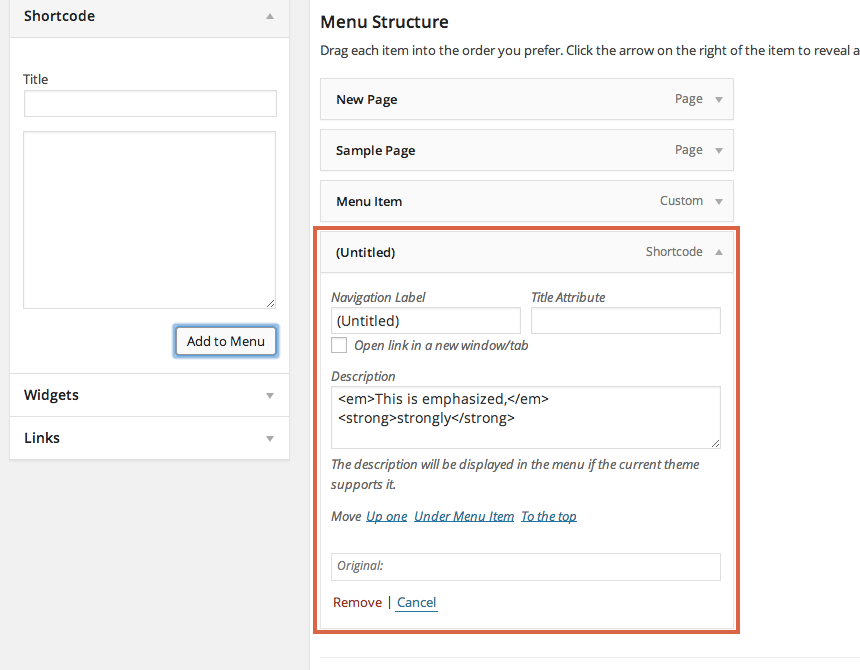 Shortcode
Title
Add to Menu
Widgets
Links
Menu Structure
Drag each item into the order you prefer. Click the arrow on the right of the item to reveal a
New Page Page
Sample Page Page
Menu Item Custom
(Untitled) Shortcode
Navigation Label Title Attribute
(Untitled)
Open link in a new window/tab
Description
<em>This is emphasized,</em>
<strong>strongly</strong>
The description will be displayed in the menu if the current theme
supports it.
Move Up one Under Menu Item To the top
Original:
Remove | Cancel